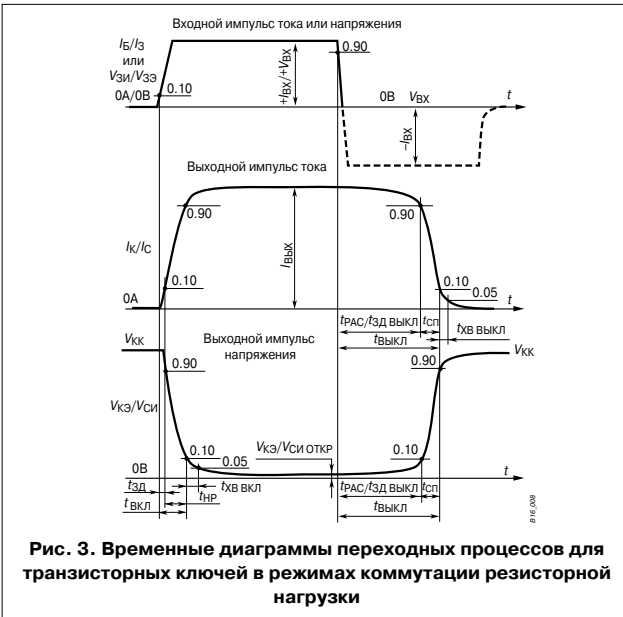 Входной импульс тока или напряжения
IБ/IЗ
или
VЗИ/VЗЭ
0А/0В
0.10
+IВХ/+VВХ
0.90
0В
VВХ
t
–IВХ
Выходной импульс тока
0.90
IК/IС
0.10
0А
IВЫХ
0.90
0.10
0.05
t
tРАС/tЗД ВЫКЛ
tСП
tХВ ВЫКЛ
tВЫКЛ
Выходной импульс
напряжения
VКК
0.90
0.90
VКК
VКЭ/VСИ
0.10
0.05
VКЭ/VСИ ОТКР
0.10
0В
t
tЗД
tХВ ВКЛ
tНР
tВКЛ
tРАС/tЗД ВЫКЛ
tСП
tВЫКЛ
B16_008
Рис. 3. Временные диаграммы переходных процессов для
транзисторных ключей в режимах коммутации резисторной
нагрузки